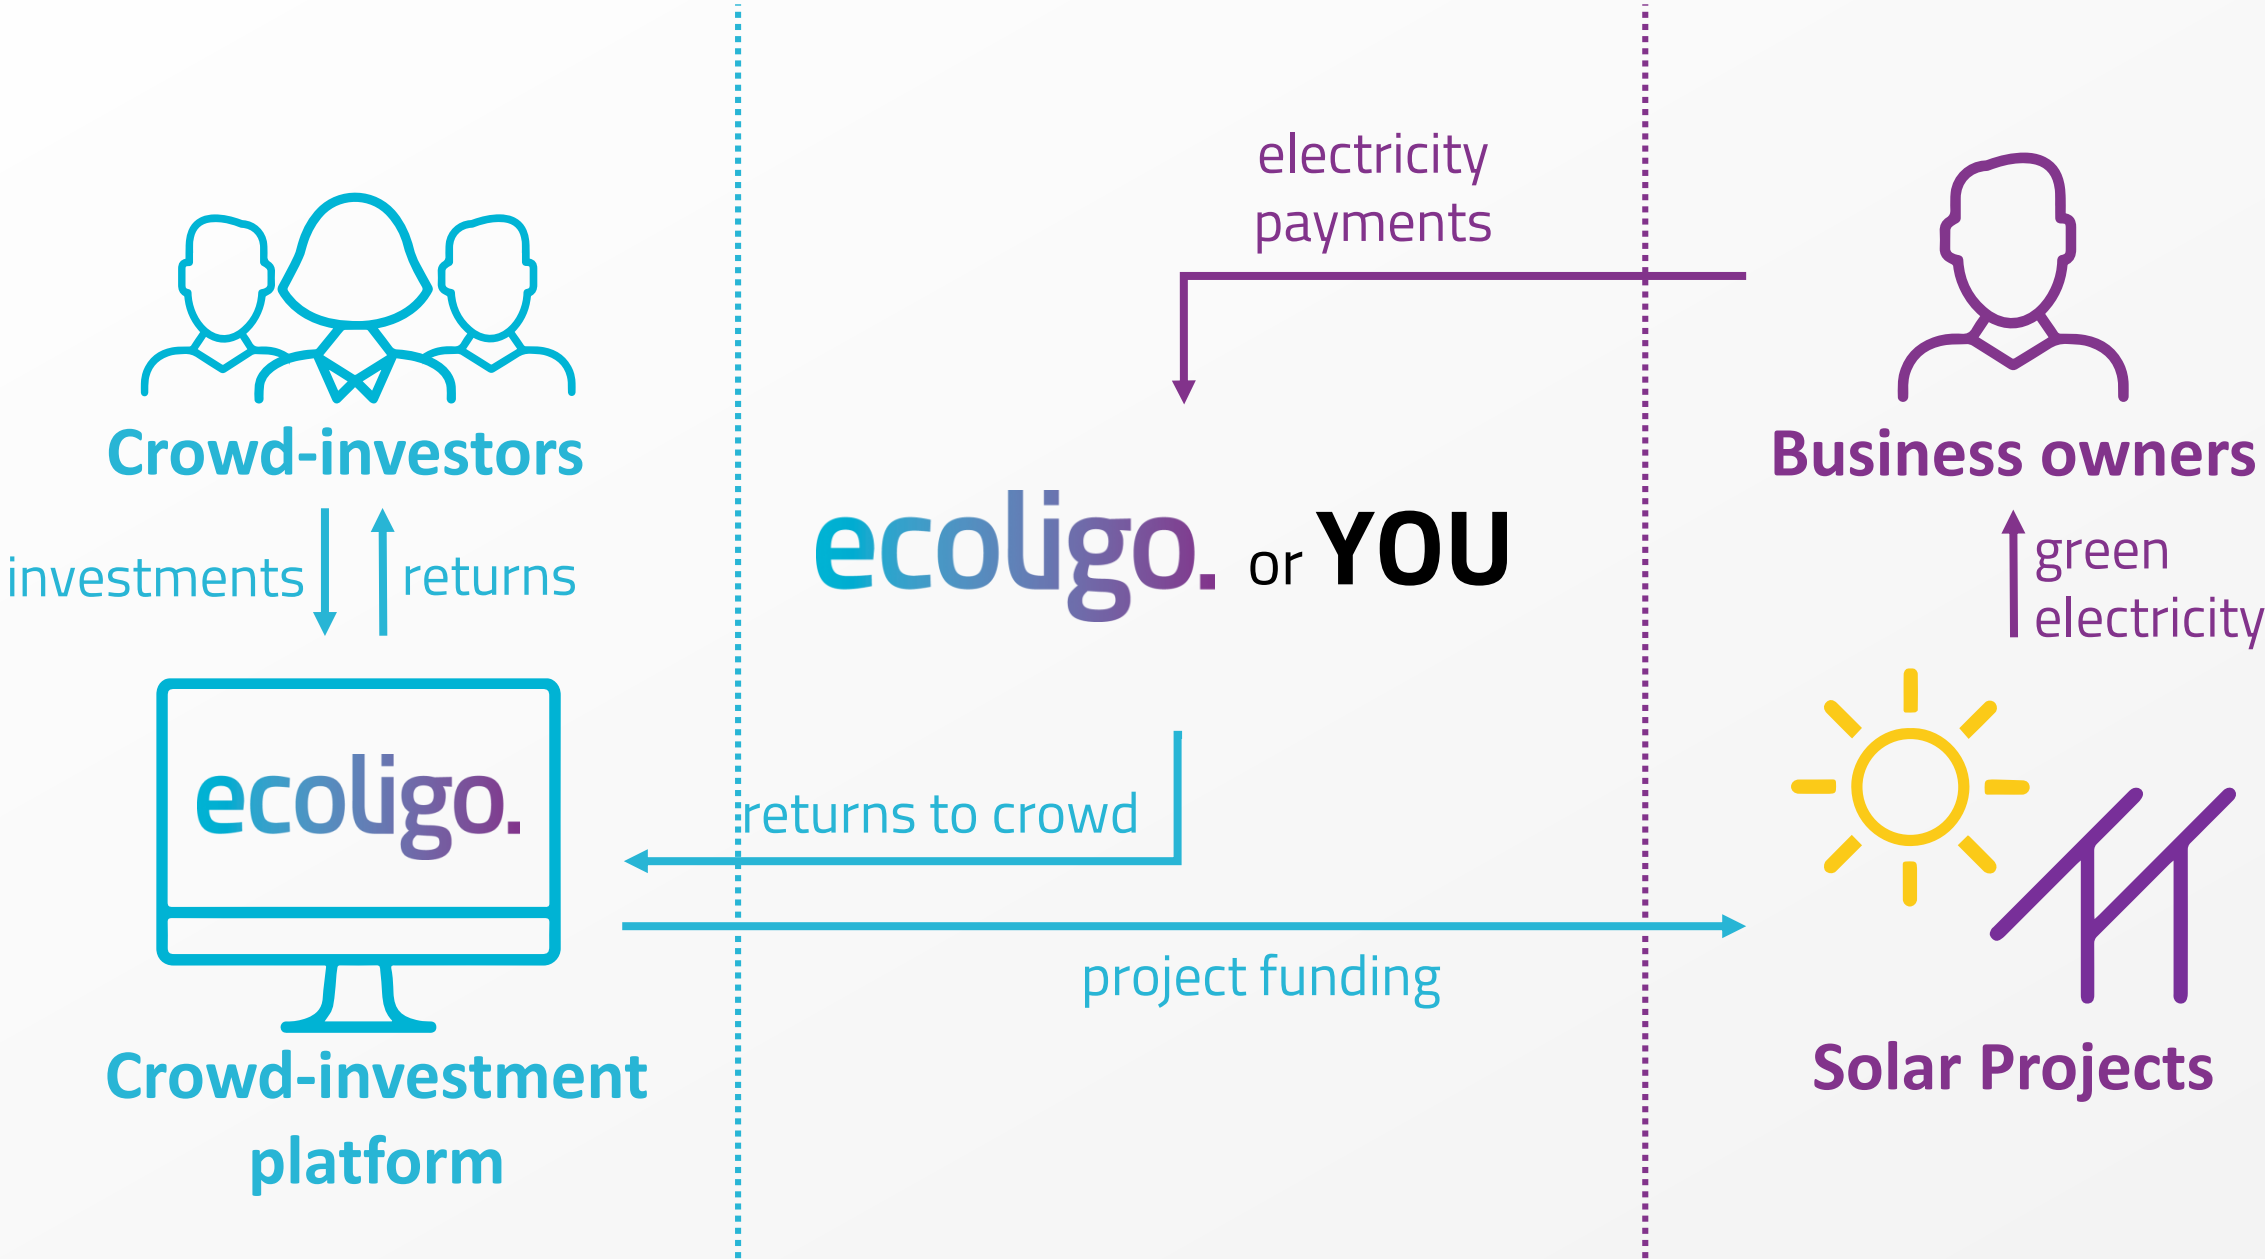 Crowd-investors
investments
returns
ecoligo.
Crowd-investment
platform
electricity
payments
ecoligo. or YOU
returns to crowd
project funding
Business owners
green
electricity
Solar Projects